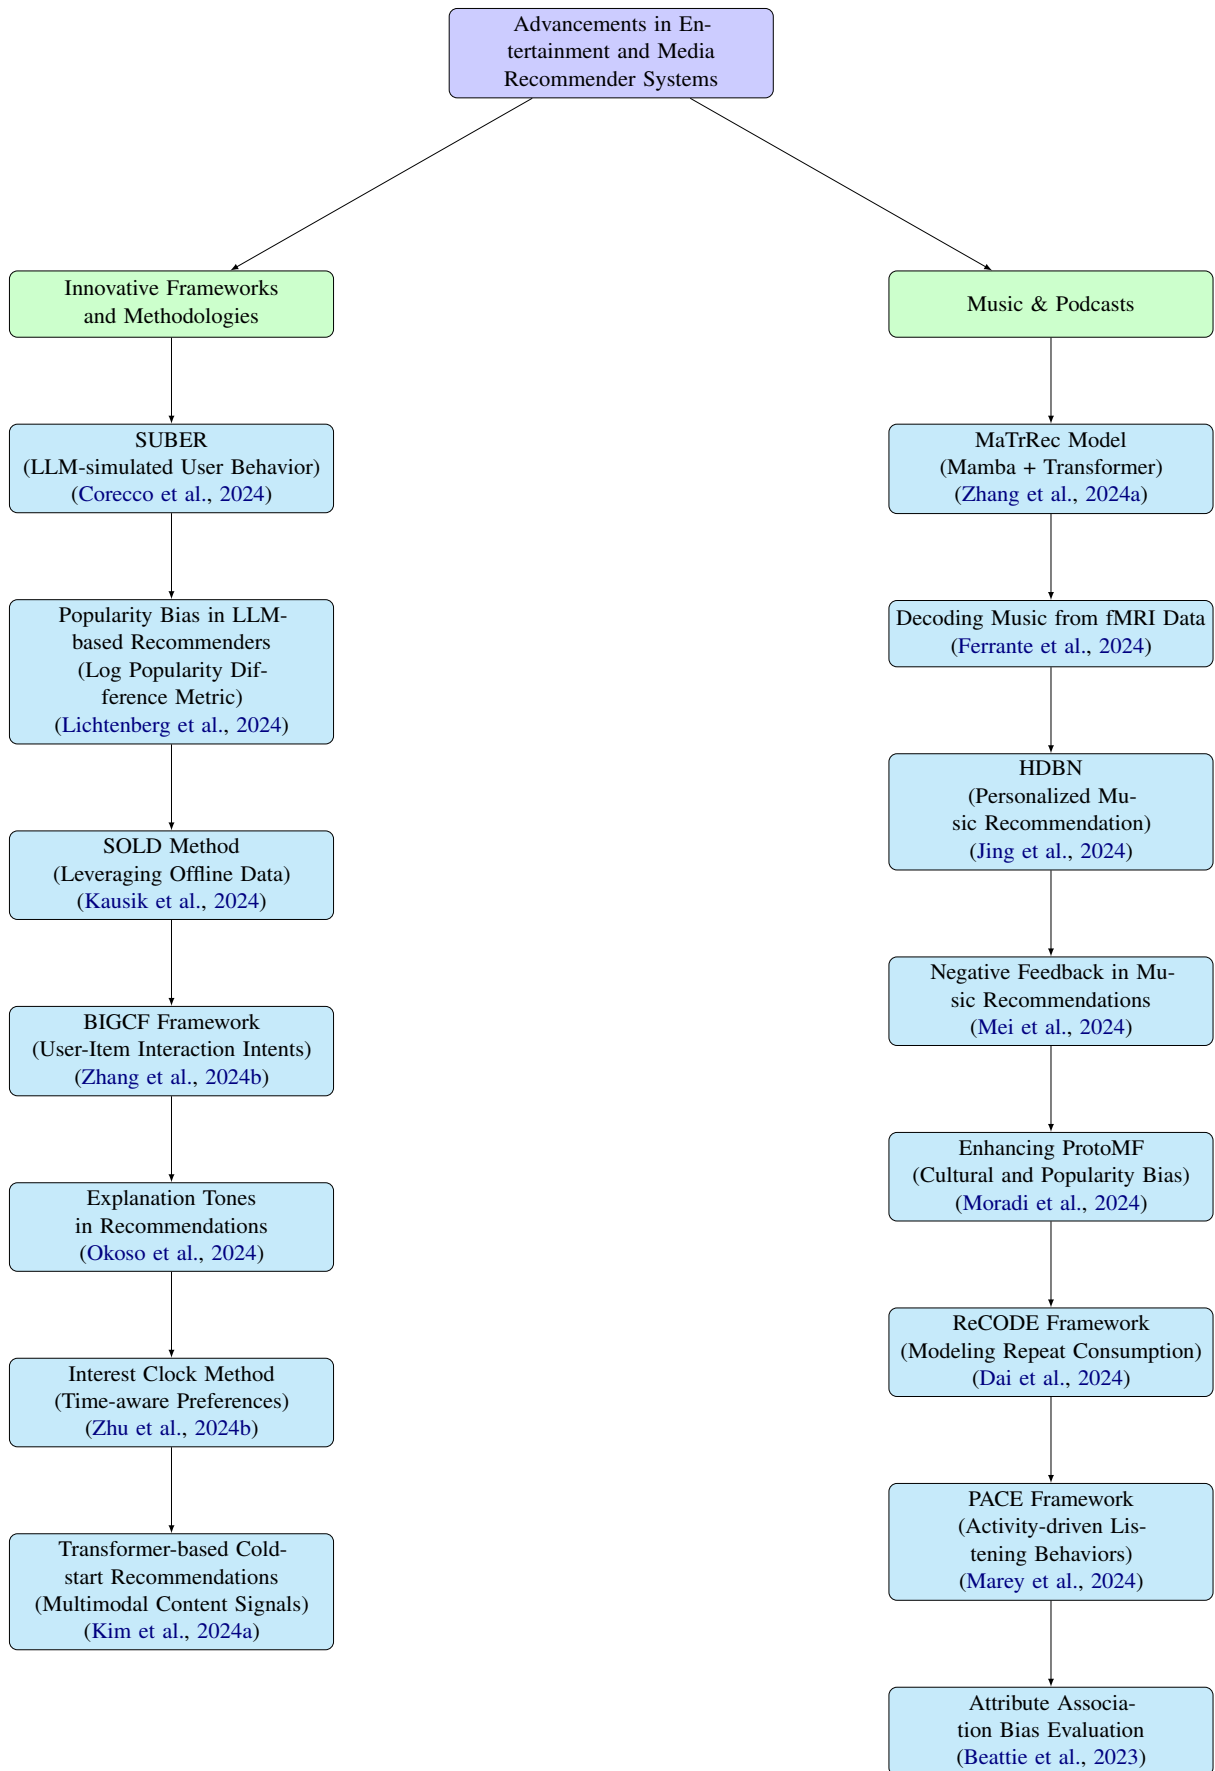 Advancements in En-
tertainment and Media
Recommender Systems
Innovative Frameworks
and Methodologies
SUBER
(LLM-simulated User Behavior)
(Corecco et al., 2024)
Popularity Bias in LLM-
based Recommenders
(Log Popularity Dif-
ference Metric)
(Lichtenberg et al., 2024)
SOLD Method
(Leveraging Offline Data)
(Kausik et al., 2024)
BIGCF Framework
(User-Item Interaction Intents)
(Zhang et al., 2024b)
Explanation Tones
in Recommendations
(Okoso et al., 2024)
Interest Clock Method
(Time-aware Preferences)
(Zhu et al., 2024b)
Transformer-based Cold-
start Recommendations
(Multimodal Content Signals)
(Kim et al., 2024a)
Music & Podcasts
MaTrRec Model
(Mamba + Transformer)
(Zhang et al., 2024a)
Decoding Music from fMRI Data
(Ferrante et al., 2024)
HDBN
(Personalized Mu-
sic Recommendation)
(Jing et al., 2024)
Negative Feedback in Mu-
sic Recommendations
(Mei et al., 2024)
Enhancing ProtoMF
(Cultural and Popularity Bias)
(Moradi et al., 2024)
ReCODE Framework
(Modeling Repeat Consumption)
(Dai et al., 2024)
PACE Framework
(Activity-driven Lis-
tening Behaviors)
(Marey et al., 2024)
Attribute Associa-
tion Bias Evaluation
(Beattie et al., 2023)